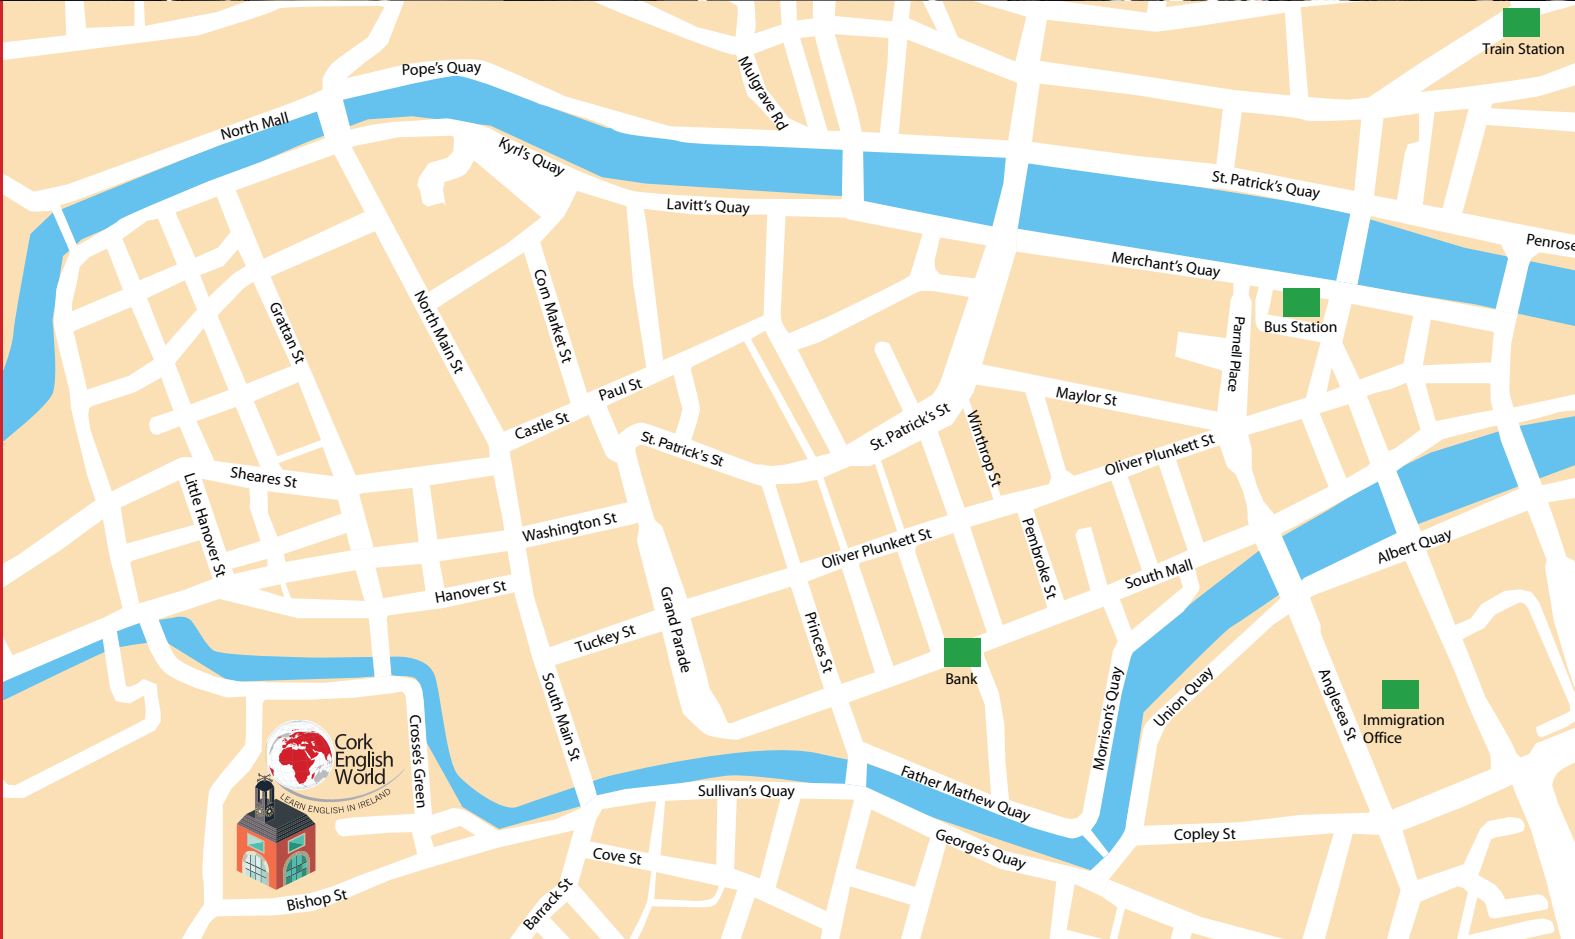 Train Station
Pope's Quay
Mulgrave Rd
North Mall
Kyrl's Quay
St. Patrick's Quay
Lavitt's Quay
Penrose
Merchant's Quay
Bus Station
Grattan St
North Main St
Corn Market St
Parnell Place
Paul St
Maylor St
Castle St
St. Patrick's St
St. Patrick's St
Winthrop St
Oliver Plunkett St
Sheares St
Little Hanover St
Washington St
Oliver Plunkett St
Pembroke St
Albert Quay
South Mall
Hanover St
Grand Parade
Tuckey St
Princes St
Bank
South Main St
Morrison's Quay
Union Quay
Anglesea St
Immigration
Office
Crosse's Green
Cork
English
World
LEARN ENGLISH IN IRELAND
Sullivan's Quay
Father Mathew Quay
George's Quay
Copley St
Cove St
Barrack St
Bishop St